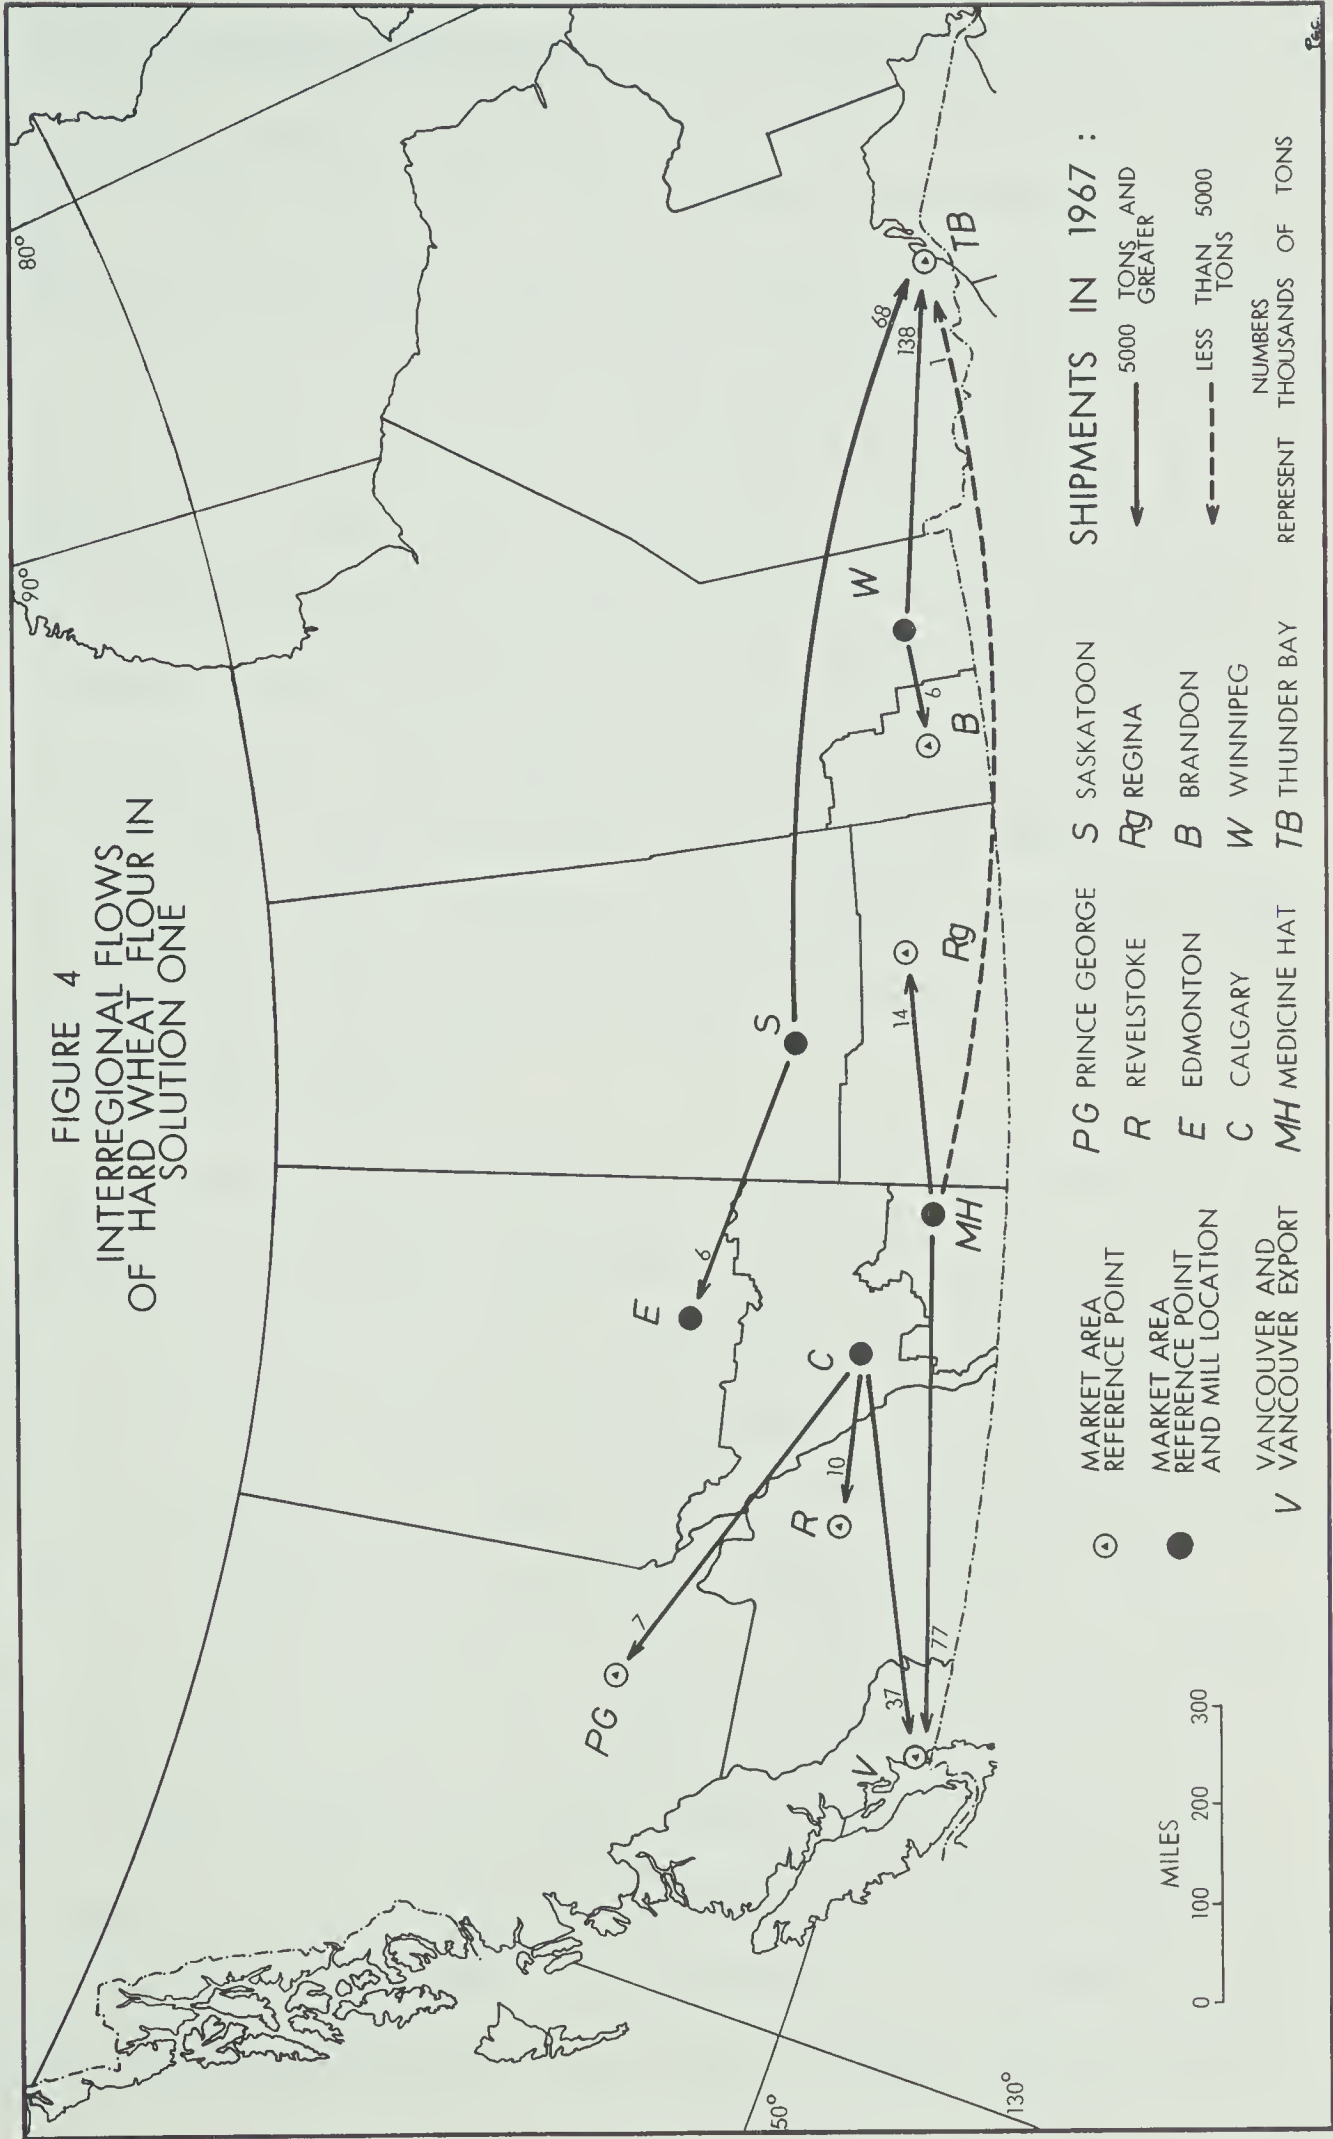 FIGURE 4
INTERREGIONAL FLOWS
OF HARD WHEAT FLOUR IN
SOLUTION ONE
90°
80°
50°
130°
PG
7
R
10
C
V
37
77
E
6
S
68
MH
14
Rg
1
B
6
W
138
TB
MILES
0 100 200 300
MARKET AREA
REFERENCE POINT
MARKET AREA
REFERENCE POINT
AND MILL LOCATION
V VANCOUVER AND
VANCOUVER EXPORT
PG PRINCE GEORGE
R REVELSTOKE
E EDMONTON
C CALGARY
MH MEDICINE HAT
S SASKATOON
Rg REGINA
B BRANDON
W WINNIPEG
TB THUNDER BAY
SHIPMENTS IN 1967 :
5000 TONS AND
GREATER
LESS THAN 5000
TONS
NUMBERS
REPRESENT THOUSANDS OF TONS